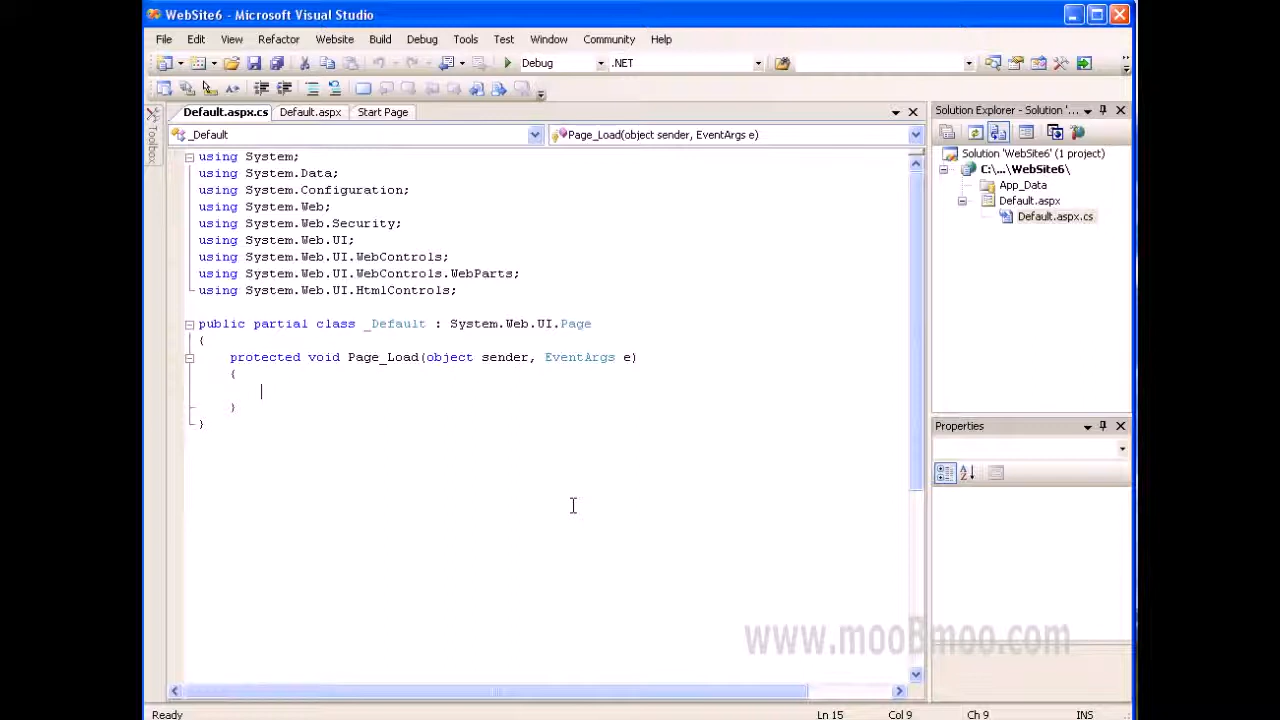 WebSite6 - Microsoft Visual Studio
File Edit View Refactor Website Build Debug Tools Test Window Community Help
Debug .NET
Default.aspx.cs Default.aspx Start Page
Toolbox
_Default
Page_Load(object sender, EventArgs e)
using System;
using System.Data;
using System.Configuration;
using System.Web;
using System.Web.Security;
using System.Web.UI;
using System.Web.UI.WebControls;
using System.Web.UI.WebControls.WebParts;
using System.Web.UI.HtmlControls;
public partial class _Default : System.Web.UI.Page
{
protected void Page_Load(object sender, EventArgs e)
{
}
}
Solution Explorer - Solution '...
Solution 'WebSite6' (1 project)
C:\...\WebSite6\
App_Data
Default.aspx
Default.aspx.cs
Properties
www.mooBmoo.com
Ready Ln 15 Col 9 Ch 9 INS